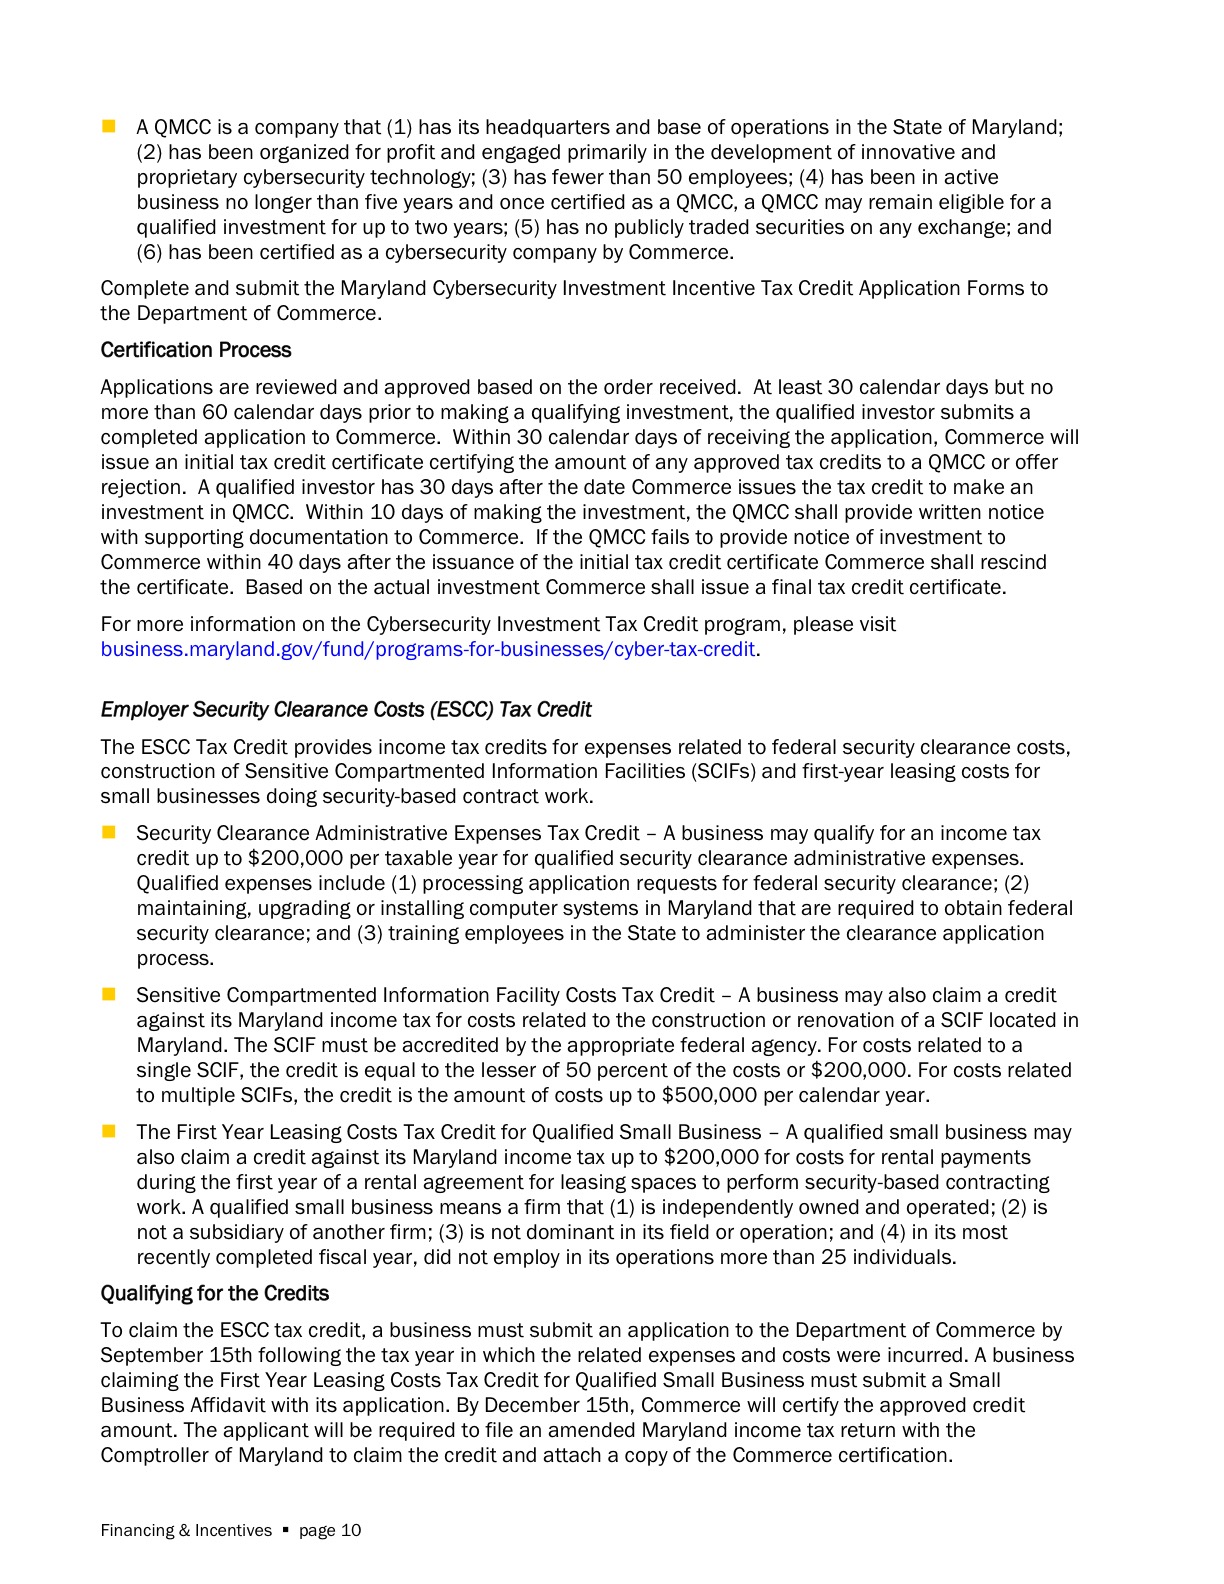 A QMCC is a company that (1) has its headquarters and base of operations in the State of Maryland;
(2) has been organized for profit and engaged primarily in the development of innovative and
proprietary cybersecurity technology; (3) has fewer than 50 employees; (4) has been in active
business no longer than five years and once certified as a QMCC, a QMCC may remain eligible for a
qualified investment for up to two years; (5) has no publicly traded securities on any exchange; and
(6) has been certified as a cybersecurity company by Commerce.
Complete and submit the Maryland Cybersecurity Investment Incentive Tax Credit Application Forms to
the Department of Commerce.
Certification Process
Applications are reviewed and approved based on the order received.  At least 30 calendar days but no
more than 60 calendar days prior to making a qualifying investment, the qualified investor submits a
completed application to Commerce.  Within 30 calendar days of receiving the application, Commerce will
issue an initial tax credit certificate certifying the amount of any approved tax credits to a QMCC or offer
rejection.  A qualified investor has 30 days after the date Commerce issues the tax credit to make an
investment in QMCC.  Within 10 days of making the investment, the QMCC shall provide written notice
with supporting documentation to Commerce.  If the QMCC fails to provide notice of investment to
Commerce within 40 days after the issuance of the initial tax credit certificate Commerce shall rescind
the certificate.  Based on the actual investment Commerce shall issue a final tax credit certificate.
For more information on the Cybersecurity Investment Tax Credit program, please visit
business.maryland.gov/fund/programs-for-businesses/cyber-tax-credit.
Employer Security Clearance Costs (ESCC) Tax Credit
The ESCC Tax Credit provides income tax credits for expenses related to federal security clearance costs,
construction of Sensitive Compartmented Information Facilities (SCIFs) and first-year leasing costs for
small businesses doing security-based contract work.
Security Clearance Administrative Expenses Tax Credit – A business may qualify for an income tax
credit up to $200,000 per taxable year for qualified security clearance administrative expenses.
Qualified expenses include (1) processing application requests for federal security clearance; (2)
maintaining, upgrading or installing computer systems in Maryland that are required to obtain federal
security clearance; and (3) training employees in the State to administer the clearance application
process.
Sensitive Compartmented Information Facility Costs Tax Credit – A business may also claim a credit
against its Maryland income tax for costs related to the construction or renovation of a SCIF located in
Maryland. The SCIF must be accredited by the appropriate federal agency. For costs related to a
single SCIF, the credit is equal to the lesser of 50 percent of the costs or $200,000. For costs related
to multiple SCIFs, the credit is the amount of costs up to $500,000 per calendar year.
The First Year Leasing Costs Tax Credit for Qualified Small Business – A qualified small business may
also claim a credit against its Maryland income tax up to $200,000 for costs for rental payments
during the first year of a rental agreement for leasing spaces to perform security-based contracting
work. A qualified small business means a firm that (1) is independently owned and operated; (2) is
not a subsidiary of another firm; (3) is not dominant in its field or operation; and (4) in its most
recently completed fiscal year, did not employ in its operations more than 25 individuals.
Qualifying for the Credits
To claim the ESCC tax credit, a business must submit an application to the Department of Commerce by
September 15th following the tax year in which the related expenses and costs were incurred. A business
claiming the First Year Leasing Costs Tax Credit for Qualified Small Business must submit a Small
Business Affidavit with its application. By December 15th, Commerce will certify the approved credit
amount. The applicant will be required to file an amended Maryland income tax return with the
Comptroller of Maryland to claim the credit and attach a copy of the Commerce certification.
Financing & Incentives ▪ page 10